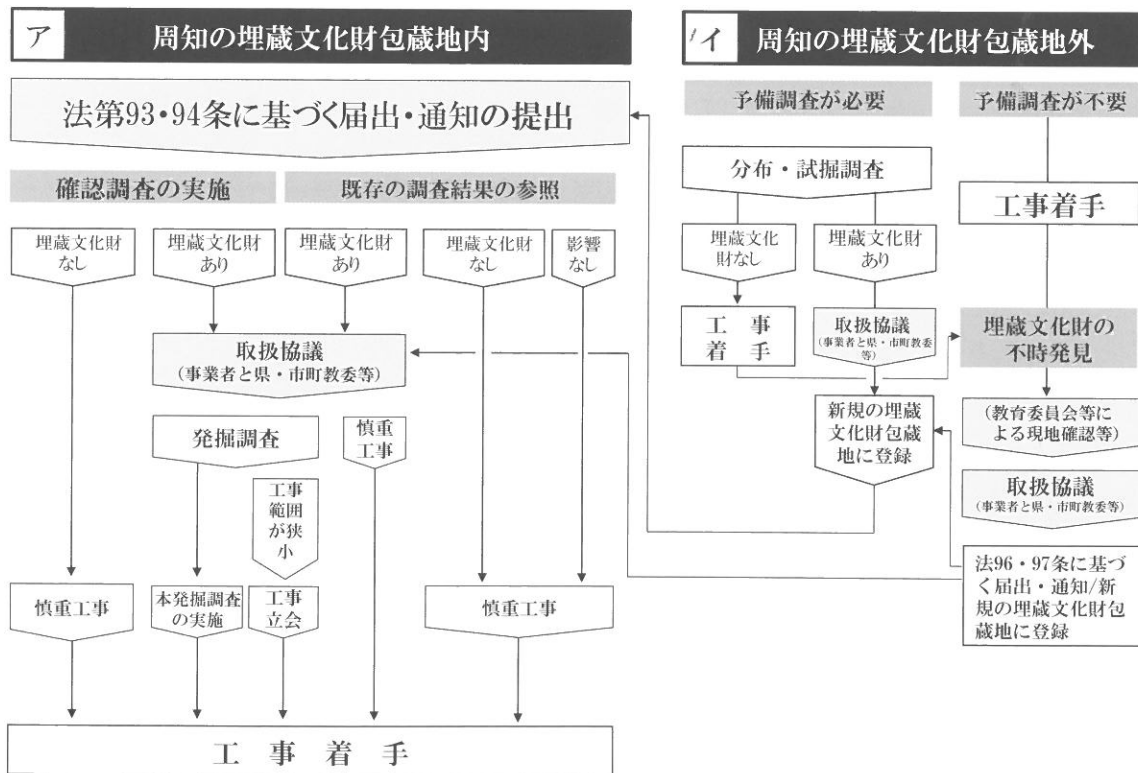 ア
周知の埋蔵文化財包蔵地内
法第93・94条に基づく届出・通知の提出
確認調査の実施
既存の調査結果の参照
埋蔵文化財
なし
埋蔵文化財
あり
埋蔵文化財
あり
埋蔵文化財
なし
影響
なし
取扱協議
(事業者と県・市町教委等)
発掘調査
慎重
工事
工事
範囲
が狭
小
慎重工事
本発掘調査
の実施
工事
立会
慎重工事
工事着手
イ
周知の埋蔵文化財包蔵地外
予備調査が必要
予備調査が不要
分布・試掘調査
工事着手
埋蔵文化
財なし
埋蔵文化財
あり
工事
着手
取扱協議
(事業者と県・市町教委
等)
埋蔵文化財の
不時発見
新規の埋蔵
文化財包蔵
地に登録
(教育委員会等に
よる現地確認等)
取扱協議
(事業者と県・市町教委等)
法96・97条に基づ
く届出・通知/新
規の埋蔵文化財包
蔵地に登録